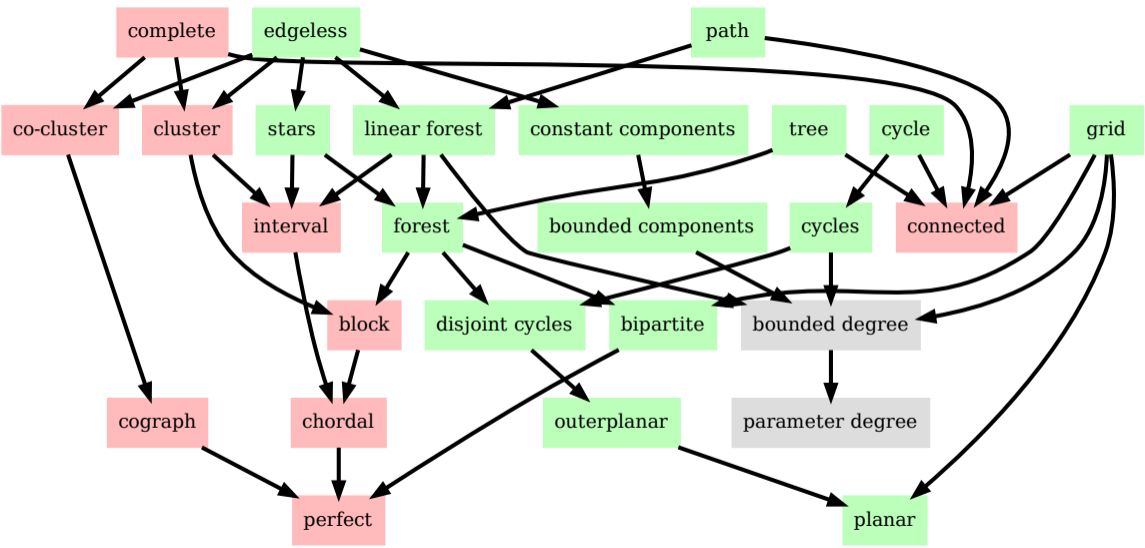 complete
edgeless
path
co-cluster
cluster
stars
linear forest
constant components
tree
cycle
grid
interval
forest
bounded components
cycles
connected
block
disjoint cycles
bipartite
bounded degree
cograph
chordal
outerplanar
parameter degree
perfect
planar